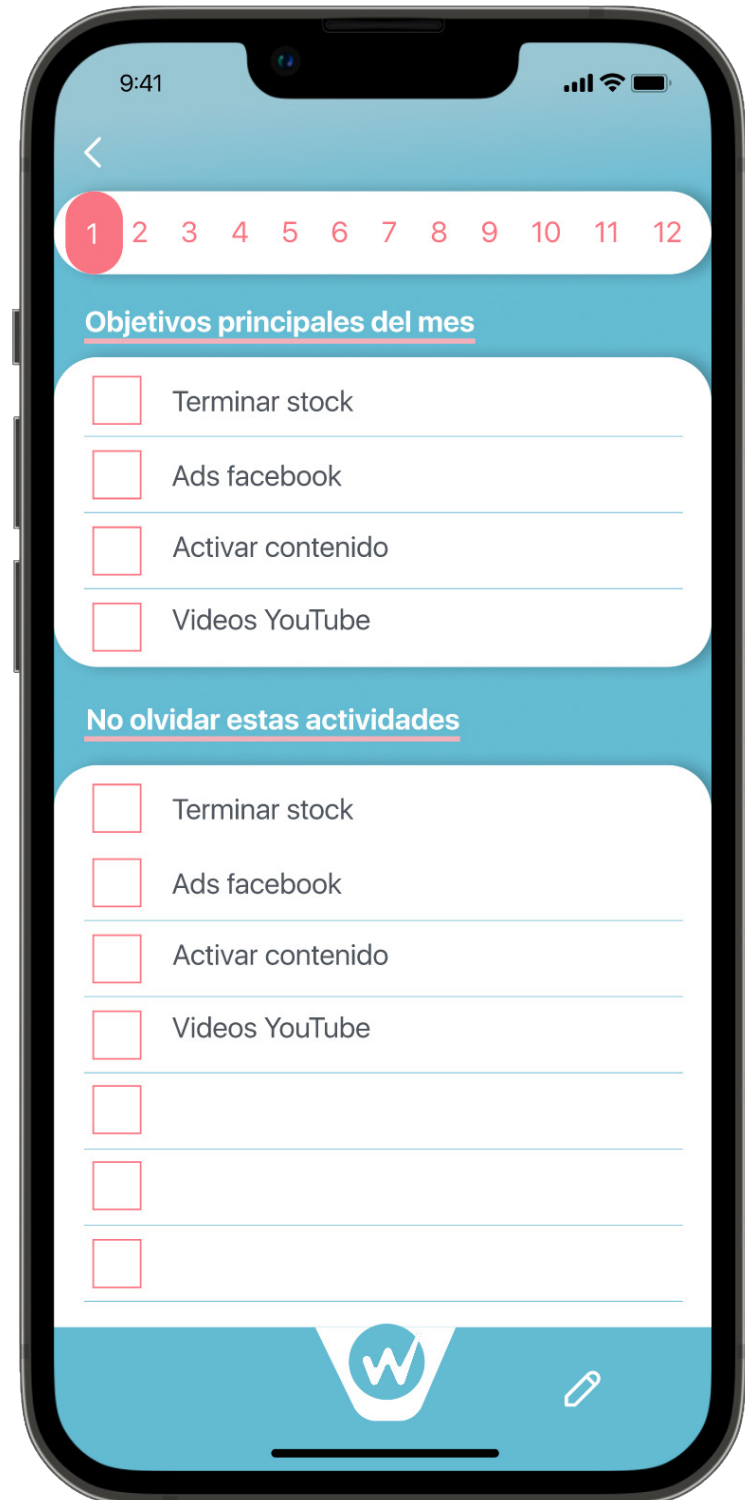 9:41
1 2 3 4 5 6 7 8 9 10 11 12
Objetivos principales del mes
Terminar stock
Ads facebook
Activar contenido
Videos YouTube
No olvidar estas actividades
Terminar stock
Ads facebook
Activar contenido
Videos YouTube
W